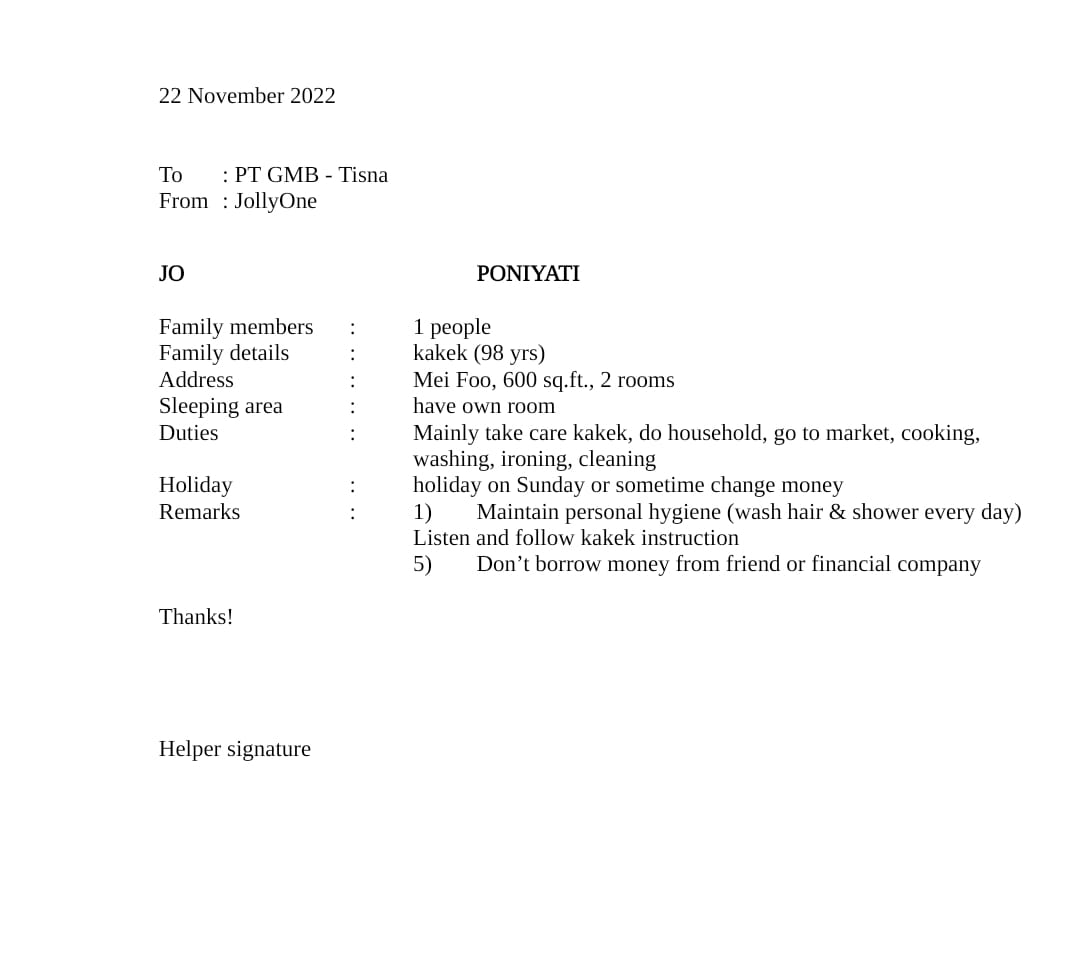 22 November 2022
To : PT GMB - Tisna
From : JollyOne
JO PONIYATI
Family members : 1 people
Family details : kakek (98 yrs)
Address : Mei Foo, 600 sq.ft., 2 rooms
Sleeping area : have own room
Duties : Mainly take care kakek, do household, go to market, cooking,
washing, ironing, cleaning
Holiday : holiday on Sunday or sometime change money
Remarks : 1) Maintain personal hygiene (wash hair & shower every day)
Listen and follow kakek instruction
5) Don’t borrow money from friend or financial company
Thanks!
Helper signature